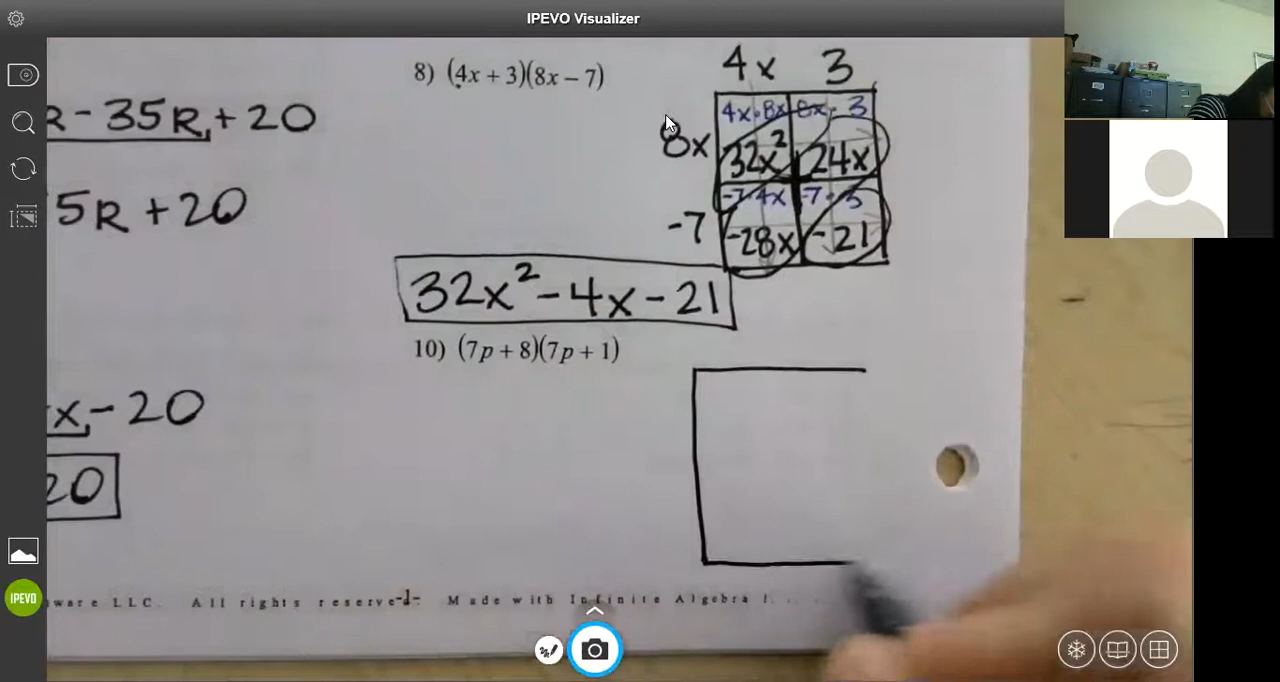 IPEVO Visualizer
8) (4x + 3)(8x − 7)
4x 3
R − 35R + 20
4x·8x 8x·3
8x 32x² 24x
5R + 20
-7·4x -7·3
-7 -28x -21
32x² − 4x − 21
10) (7p + 8)(7p + 1)
x − 20
20
ware LLC. All rights reserve -1- Made with Infinite Algebra 1.
IPEVO